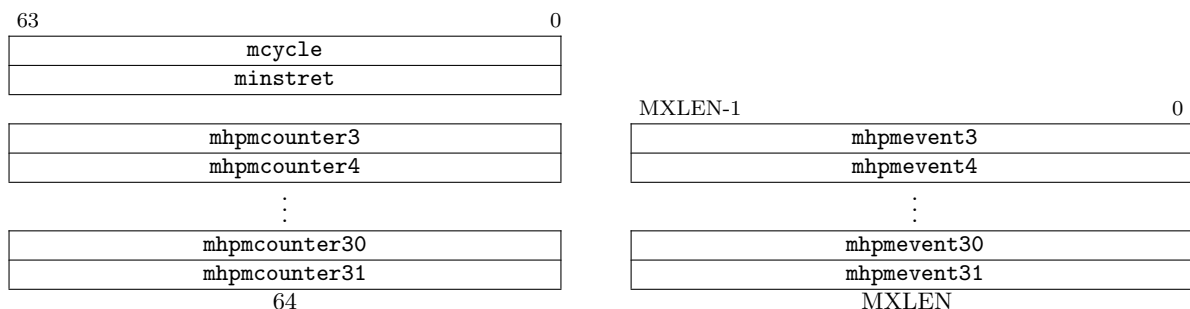 63 0
mcycle
minstret
mhpmcounter3
mhpmcounter4
⋮
mhpmcounter30
mhpmcounter31
64
MXLEN-1 0
mhpmevent3
mhpmevent4
⋮
mhpmevent30
mhpmevent31
MXLEN